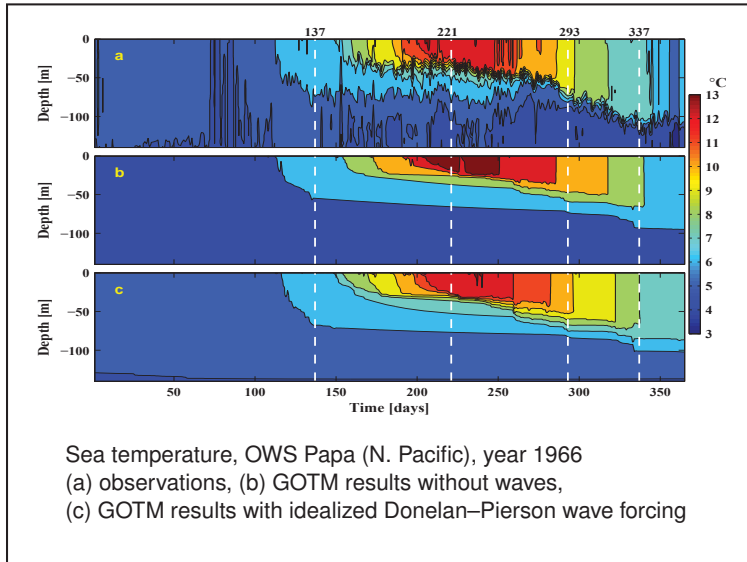 137 221 293 337
0
−50
−100
Depth [m]
a
°C
13
12
11
10
9
8
7
6
5
4
3
0
−50
−100
Depth [m]
b
0
−50
−100
Depth [m]
c
50 100 150 200 250 300 350
Time [days]
Sea temperature, OWS Papa (N. Pacific), year 1966
(a) observations, (b) GOTM results without waves,
(c) GOTM results with idealized Donelan–Pierson wave forcing